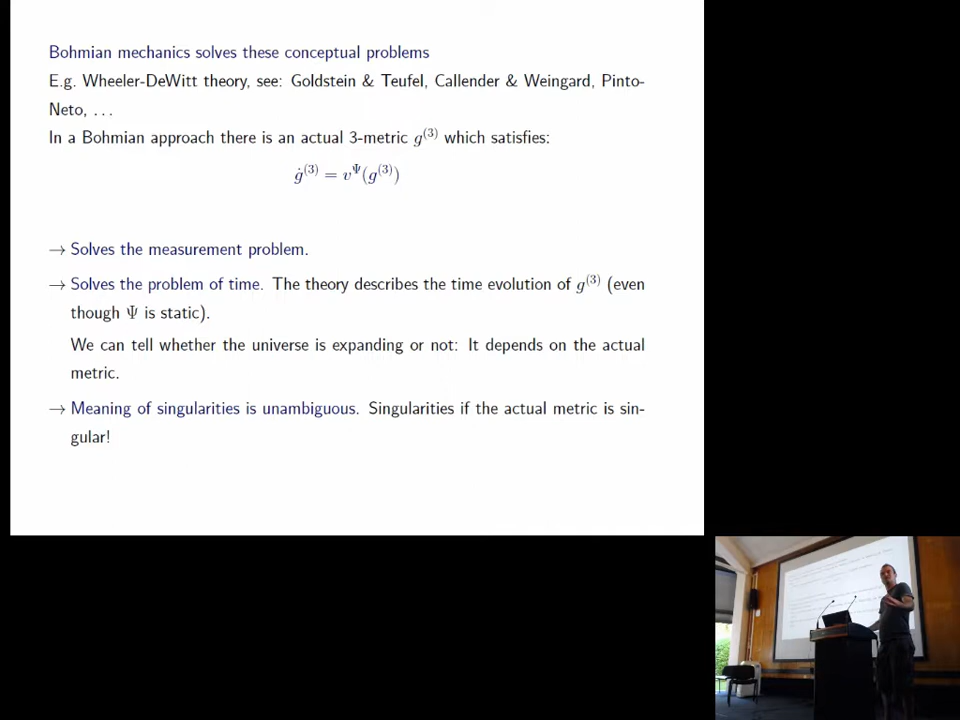 Bohmian mechanics solves these conceptual problems
E.g. Wheeler-DeWitt theory, see: Goldstein & Teufel, Callender & Weingard, Pinto-
Neto, ...
In a Bohmian approach there is an actual 3-metric g⁽³⁾ which satisfies:
ġ⁽³⁾ = v^Ψ(g⁽³⁾)
→ Solves the measurement problem.
→ Solves the problem of time. The theory describes the time evolution of g⁽³⁾ (even
though Ψ is static).
We can tell whether the universe is expanding or not: It depends on the actual
metric.
→ Meaning of singularities is unambiguous. Singularities if the actual metric is sin-
gular!